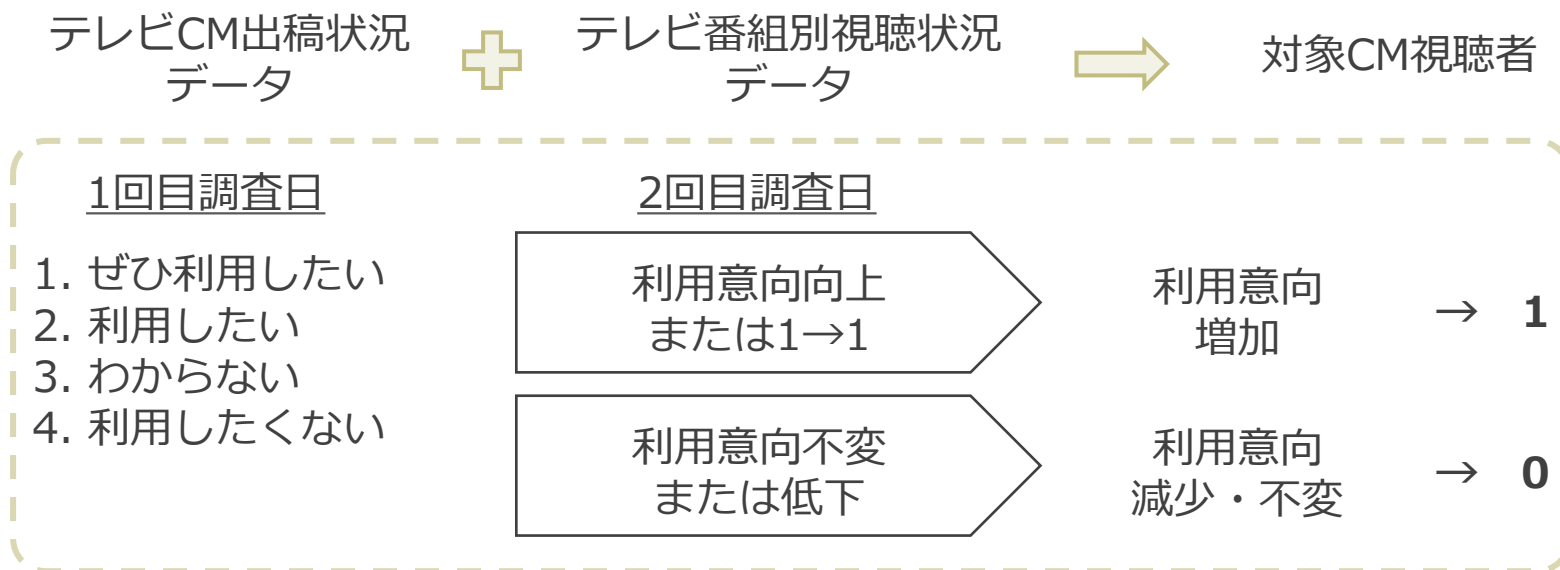 テレビCM出稿状況
データ
テレビ番組別視聴状況
データ
対象CM視聴者
1回目調査日
1. ぜひ利用したい
2. 利用したい
3. わからない
4. 利用したくない
2回目調査日
利用意向向上
または1→1
利用意向
増加
→ 1
利用意向不変
または低下
利用意向
減少・不変
→ 0